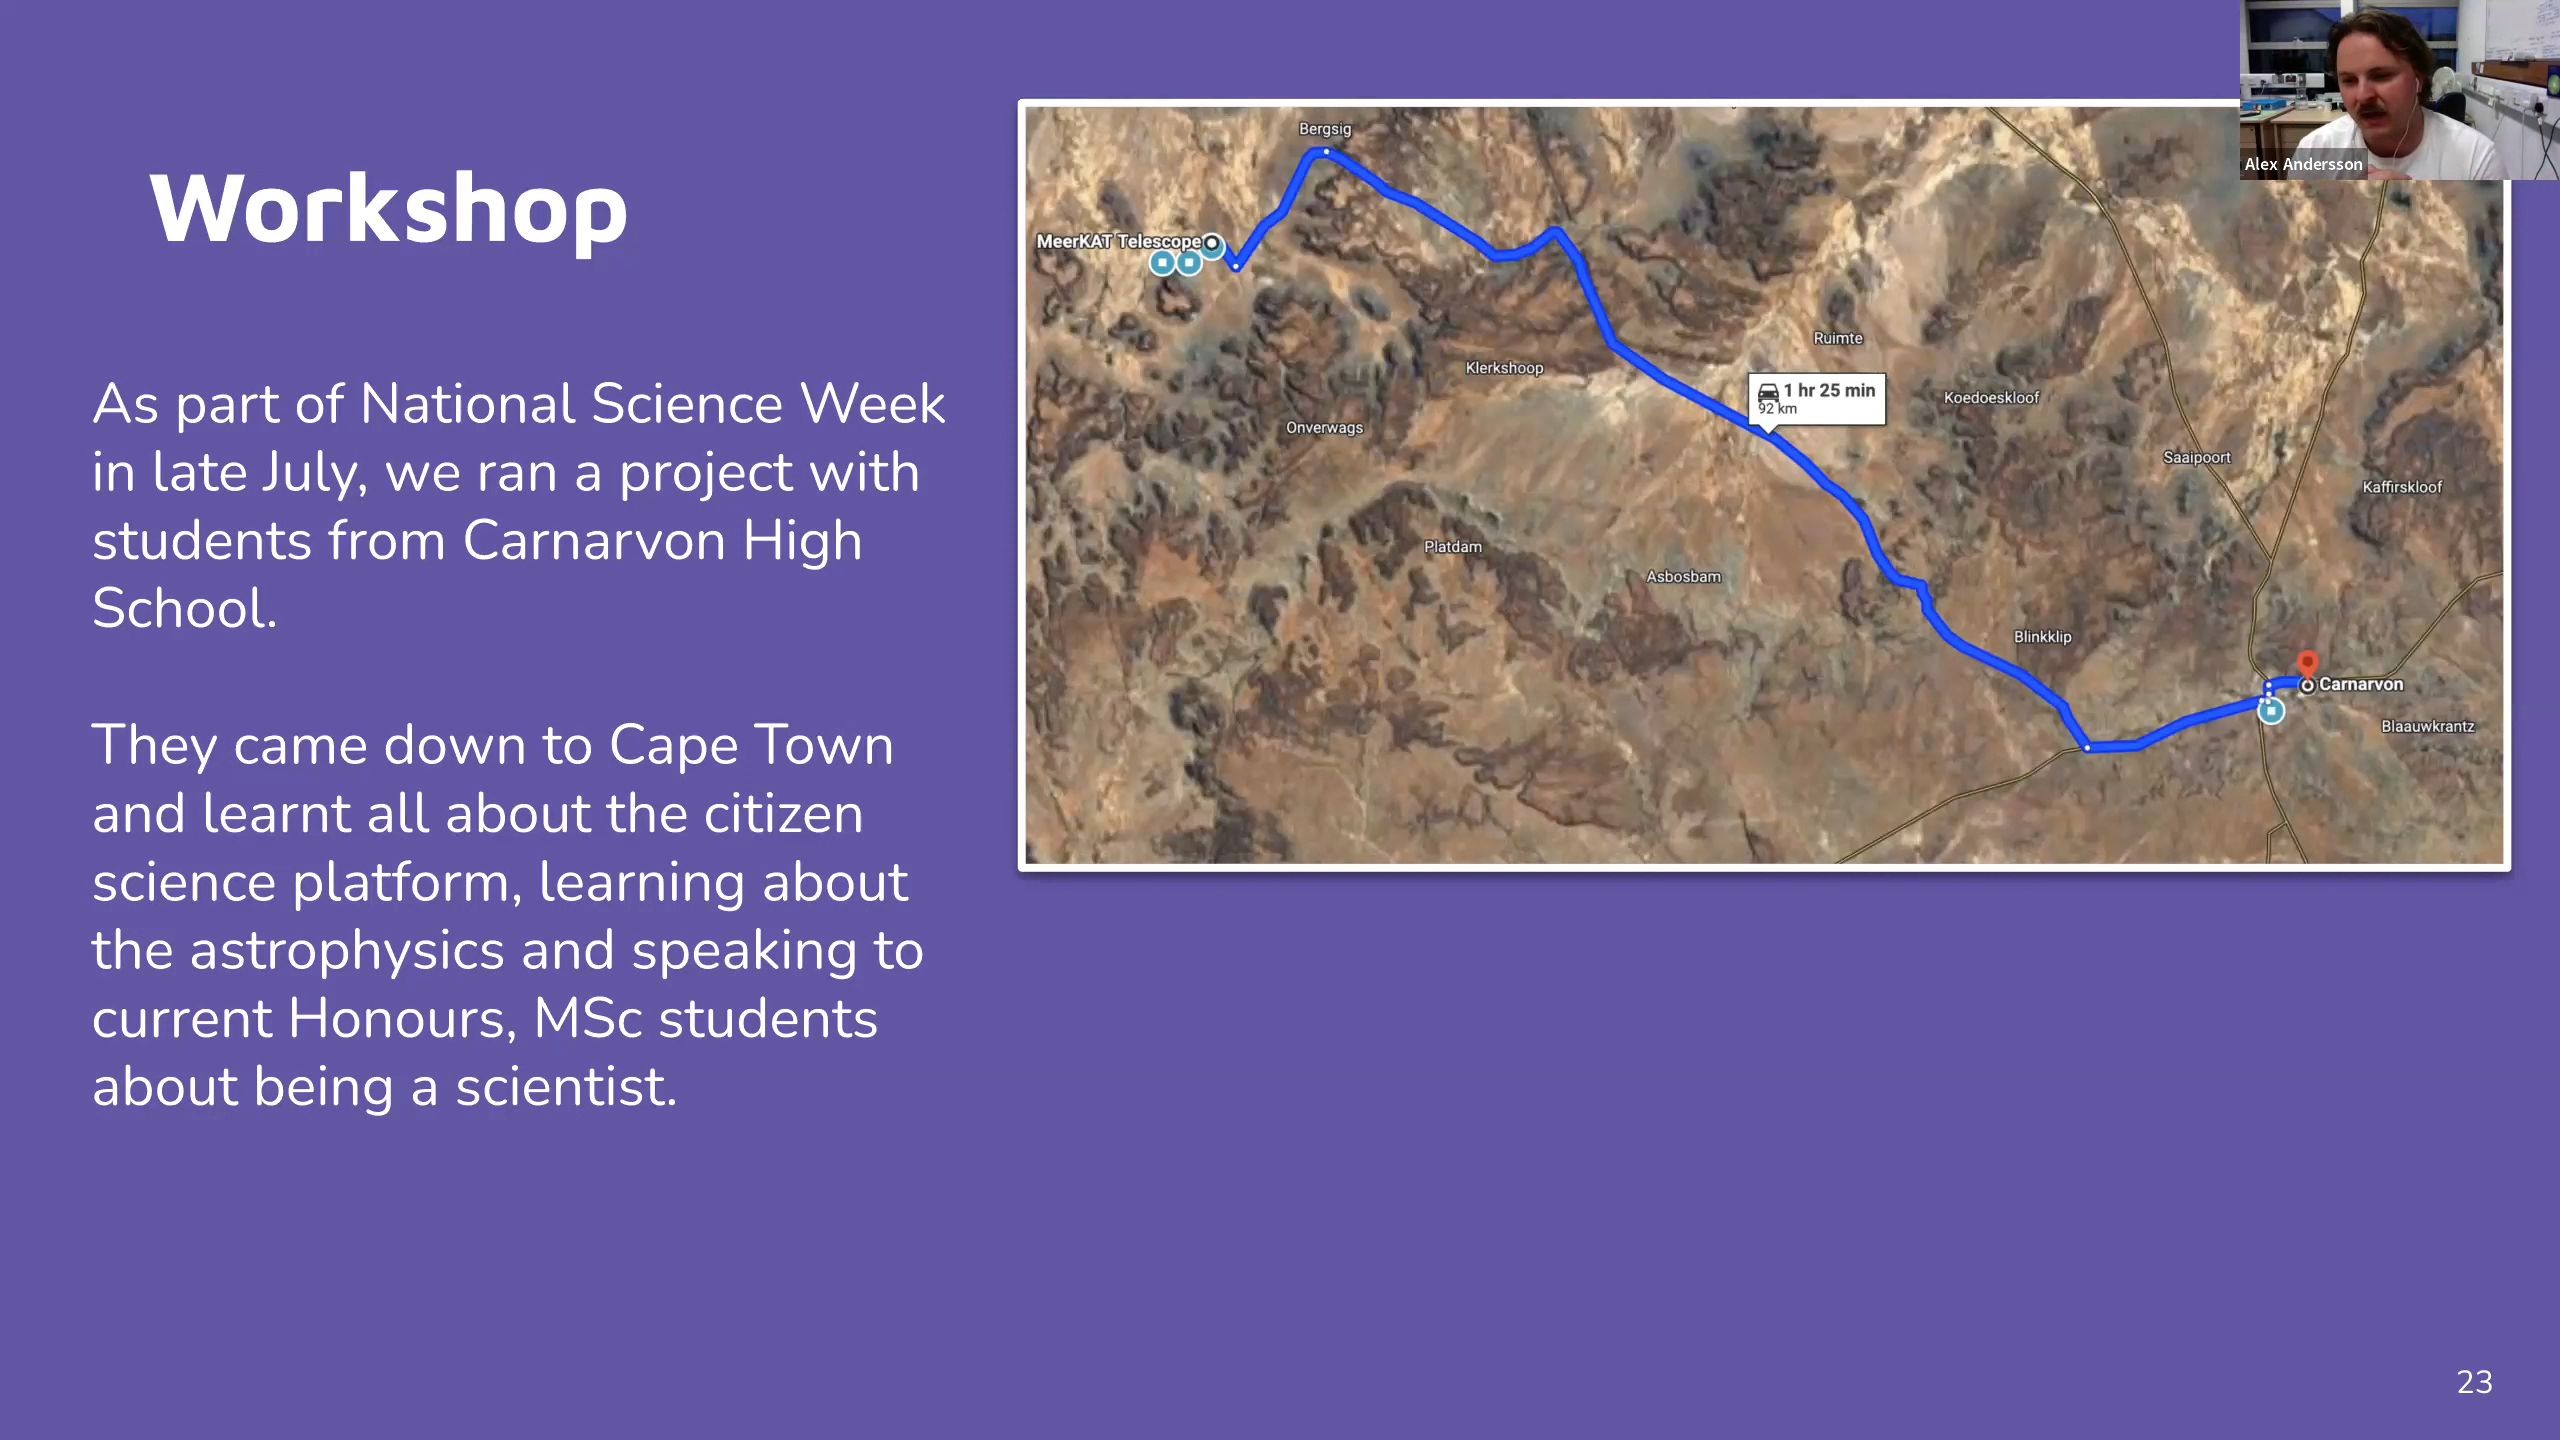 Workshop
As part of National Science Week
in late July, we ran a project with
students from Carnarvon High
School.
They came down to Cape Town
and learnt all about the citizen
science platform, learning about
the astrophysics and speaking to
current Honours, MSc students
about being a scientist.
Bergsig
MeerKAT Telescope
Ruimte
Klerkshoop
1 hr 25 min
92 km
Koedoeskloof
Onverwags
Saaipoort
Kaffirskloof
Platdam
Asbosbam
Blinkklip
Carnarvon
Blaauwkrantz
Alex Andersson
23